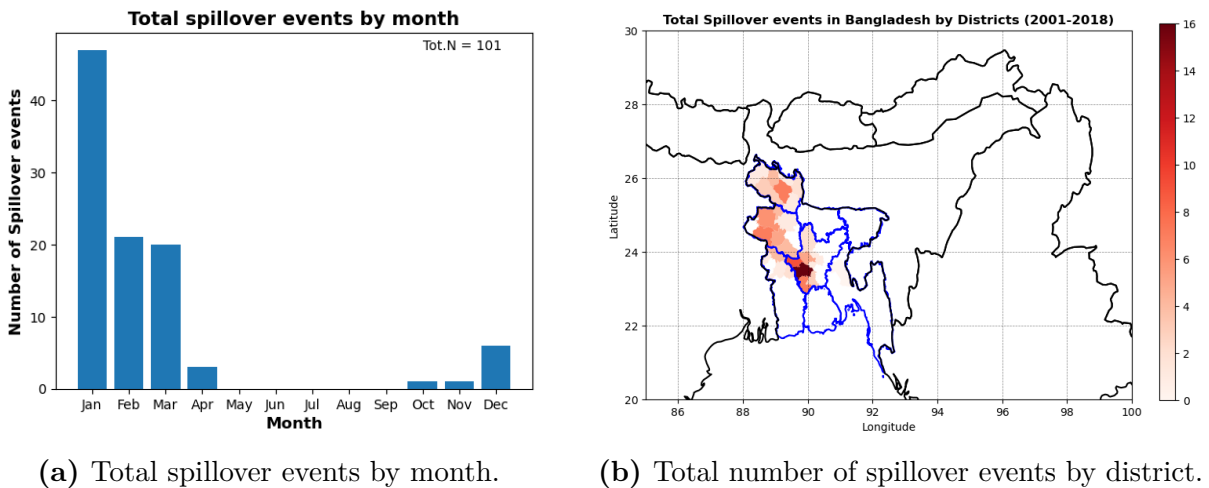 Total spillover events by month
Tot.N = 101
Number of Spillover events
40
30
20
10
0
Jan Feb Mar Apr May Jun Jul Aug Sep Oct Nov Dec
Month
(a) Total spillover events by month.
Total Spillover events in Bangladesh by Districts (2001-2018)
Latitude
30
28
26
24
22
20
86 88 90 92 94 96 98 100
Longitude
16
14
12
10
8
6
4
2
0
(b) Total number of spillover events by district.